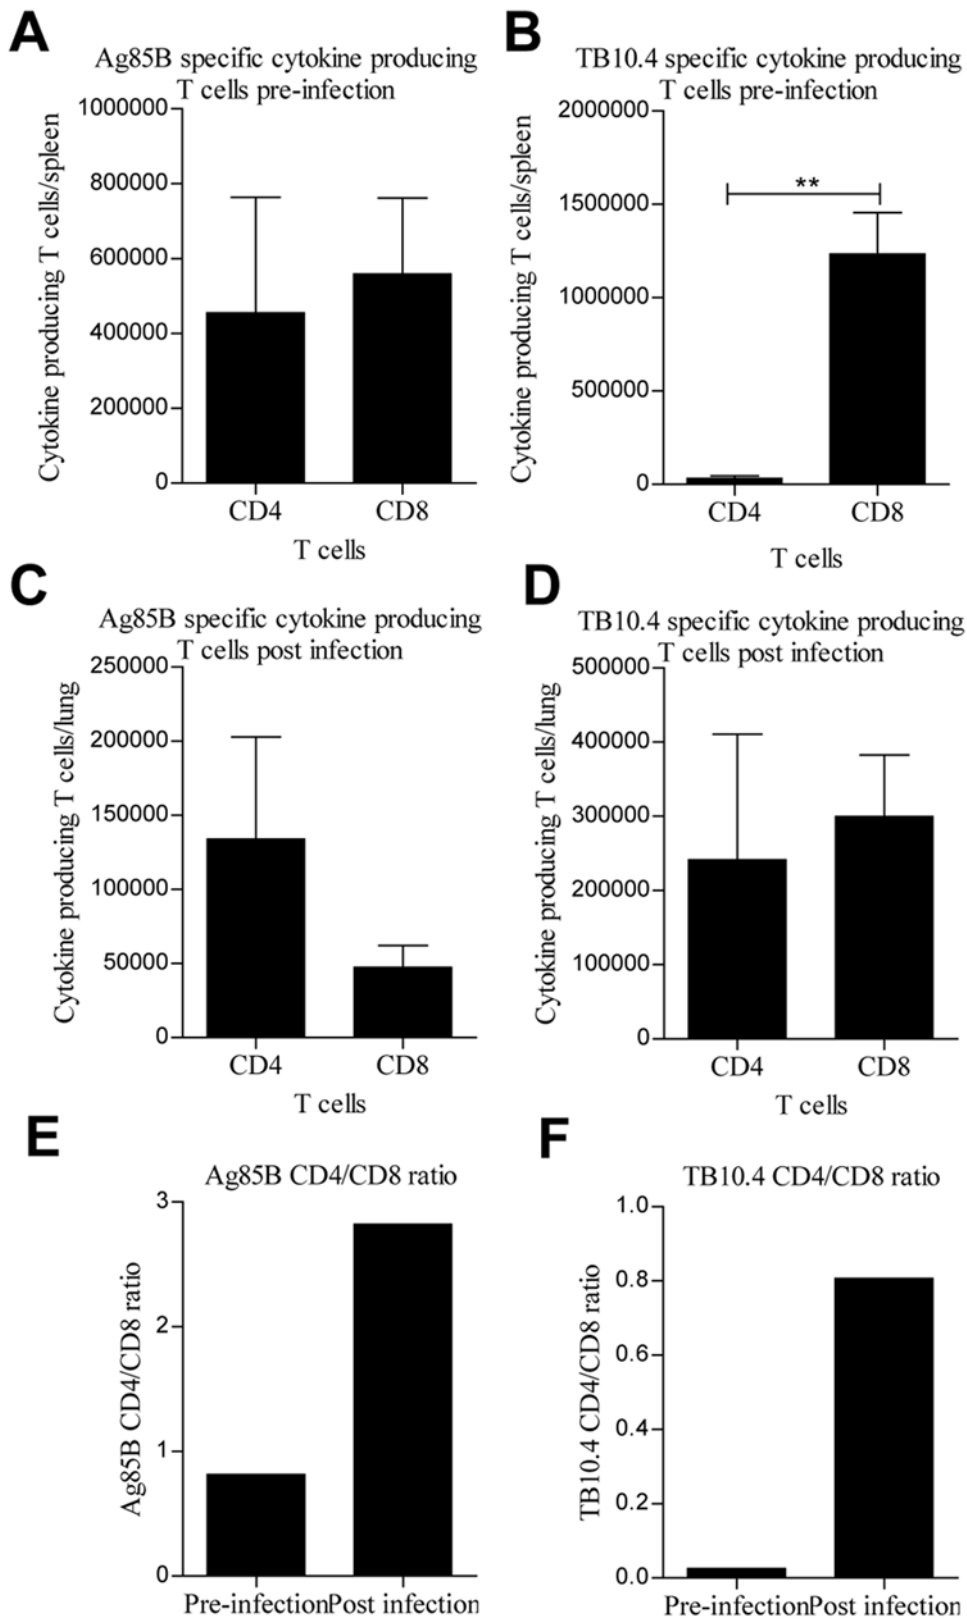 A
Ag85B specific cytokine producing
T cells pre-infection
Cytokine producing T cells/spleen
1000000
800000
600000
400000
200000
0
CD4 CD8
T cells
B
TB10.4 specific cytokine producing
T cells pre-infection
Cytokine producing T cells/spleen
2000000
1500000
1000000
500000
0
**
CD4 CD8
T cells
C
Ag85B specific cytokine producing
T cells post infection
Cytokine producing T cells/lung
250000
200000
150000
100000
50000
0
CD4 CD8
T cells
D
TB10.4 specific cytokine producing
T cells post infection
Cytokine producing T cells/lung
500000
400000
300000
200000
100000
0
CD4 CD8
T cells
E
Ag85B CD4/CD8 ratio
Ag85B CD4/CD8 ratio
3
2
1
0
Pre-infection Post infection
F
TB10.4 CD4/CD8 ratio
TB10.4 CD4/CD8 ratio
1.0
0.8
0.6
0.4
0.2
0.0
Pre-infection Post infection